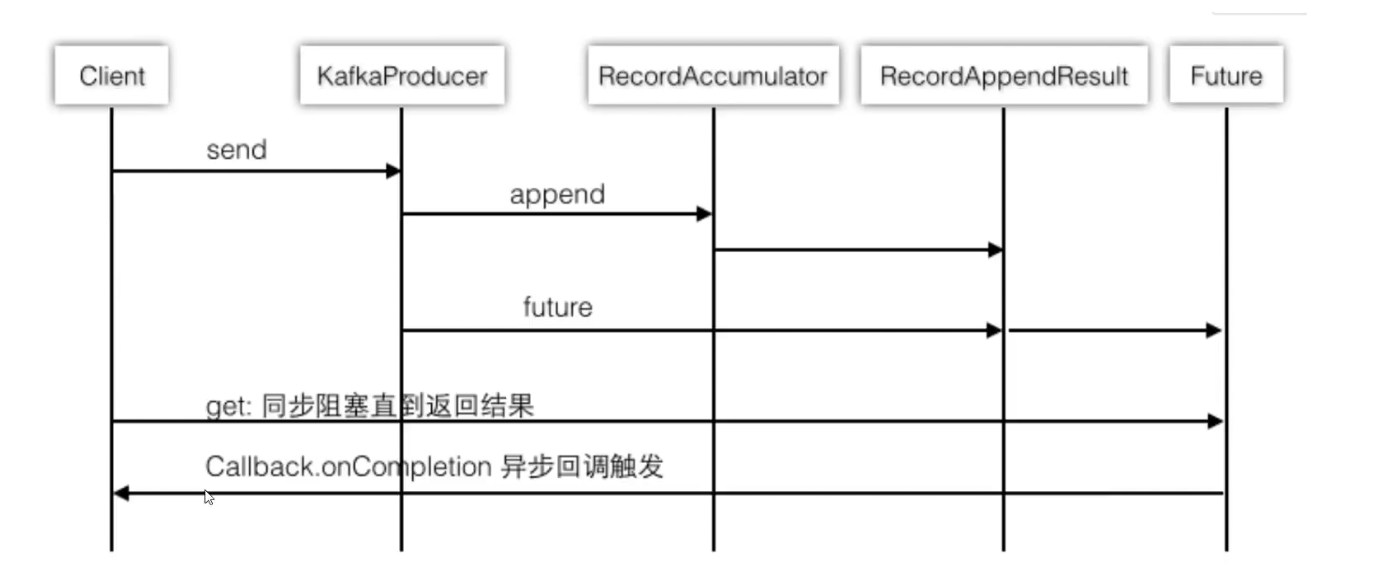 Client KafkaProducer RecordAccumulator RecordAppendResult Future
send
append
future
get: 同步阻塞直到返回结果
Callback.onCompletion 异步回调触发